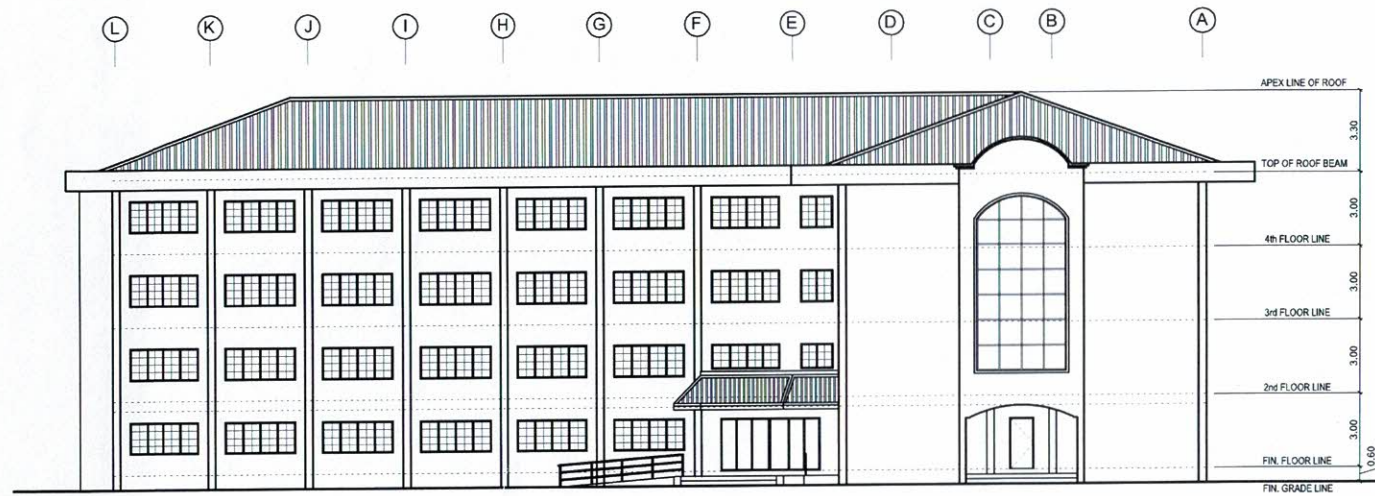 L K J I H G F E D C B A
APEX LINE OF ROOF
3.30
TOP OF ROOF BEAM
3.00
4th FLOOR LINE
3.00
3rd FLOOR LINE
3.00
2nd FLOOR LINE
3.00
FIN. FLOOR LINE
0.60
FIN. GRADE LINE